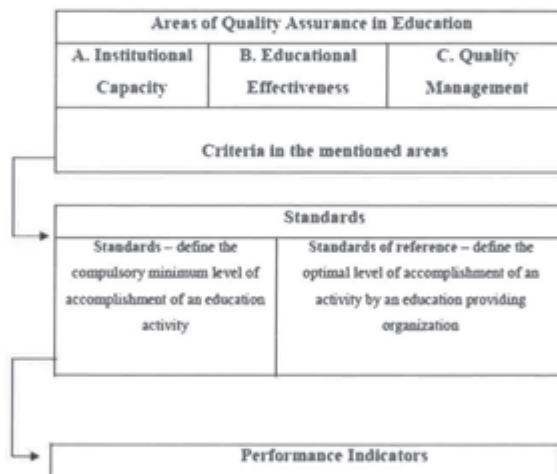 Areas of Quality Assurance in Education
A. Institutional
Capacity
B. Educational
Effectiveness
C. Quality
Management
Criteria in the mentioned areas
Standards
Standards – define the
compulsory minimum level of
accomplishment of an education
activity
Standards of reference – define the
optimal level of accomplishment of an
activity by an education providing
organization
Performance Indicators